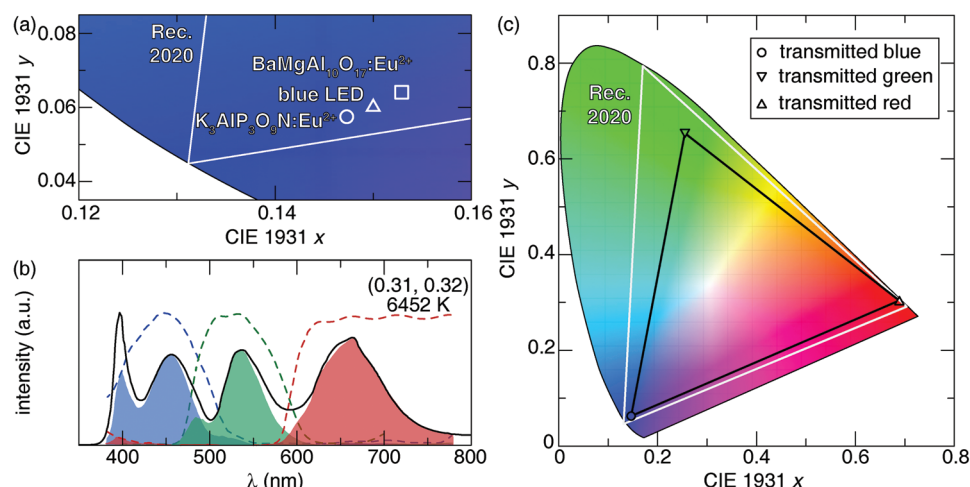 (a)
0.08
0.06
0.04
CIE 1931 y
Rec.
2020
BaMgAl₁₀O₁₇:Eu²⁺
blue LED
K₃AlP₃O₉N:Eu²⁺
0.12
0.14
0.16
CIE 1931 x
(b)
(0.31, 0.32)
6452 K
intensity (a.u.)
400
500
600
700
800
λ (nm)
(c)
0.8
0.6
0.4
0.2
0
CIE 1931 y
Rec.
2020
transmitted blue
transmitted green
transmitted red
0
0.2
0.4
0.6
0.8
CIE 1931 x